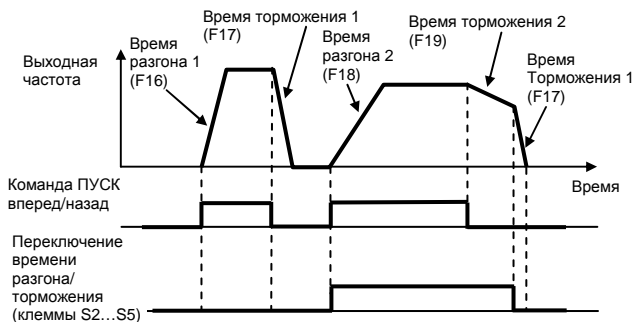 Выходная
частота
Время
разгона 1
(F16)
Время торможения 1
(F17)
Время
разгона 2
(F18)
Время торможения 2
(F19)
Время
Торможения 1
(F17)
Время
Команда ПУСК
вперед/назад
Переключение
времени
разгона/
торможения
(клеммы S2...S5)